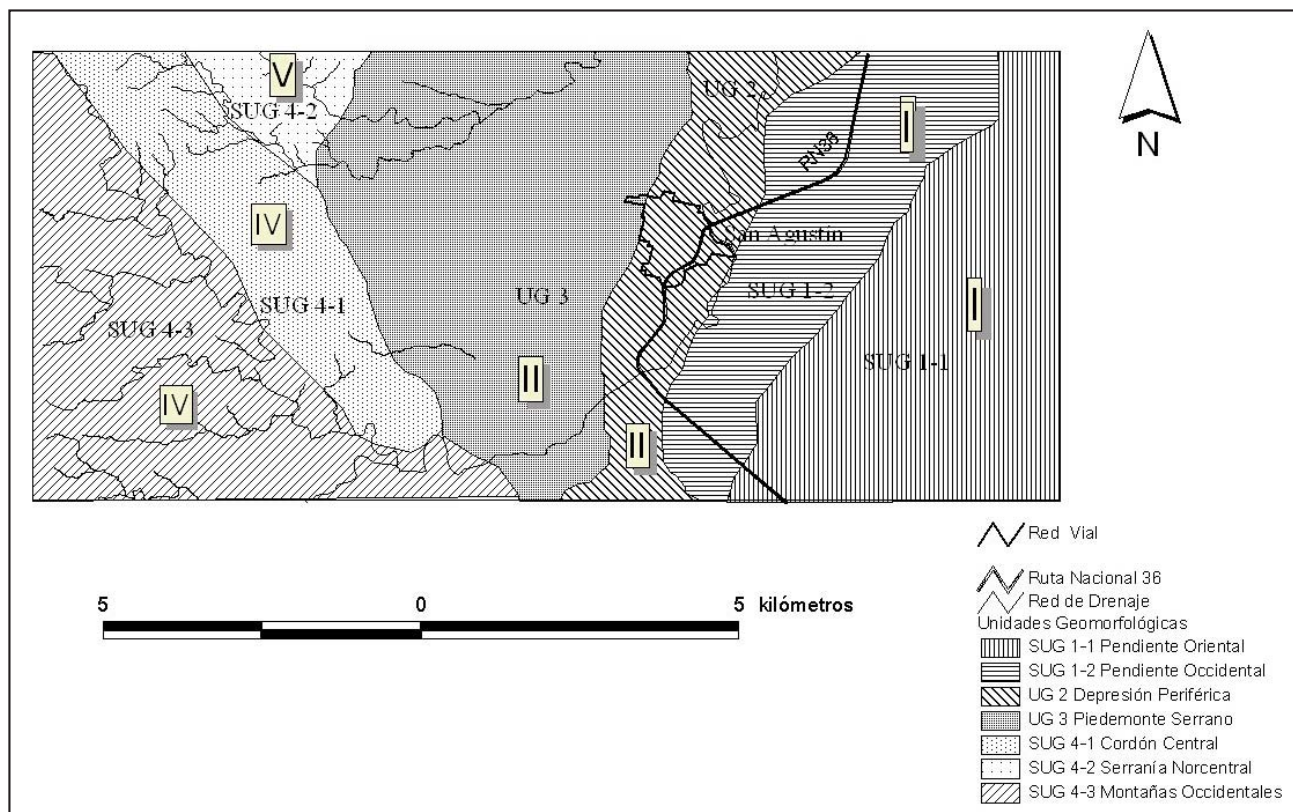 V
SUG 4-2
UG 2
I
N
RN36
IV
San Agustín
SUG 4-1
UG 3
SUG 1-2
I
SUG 4-3
SUG 1-1
II
IV
II
5 0 5 kilómetros
Red Vial
Ruta Nacional 36
Red de Drenaje
Unidades Geomorfológicas
SUG 1-1 Pendiente Oriental
SUG 1-2 Pendiente Occidental
UG 2 Depresión Periférica
UG 3 Piedemonte Serrano
SUG 4-1 Cordón Central
SUG 4-2 Serranía Norcentral
SUG 4-3 Montañas Occidentales